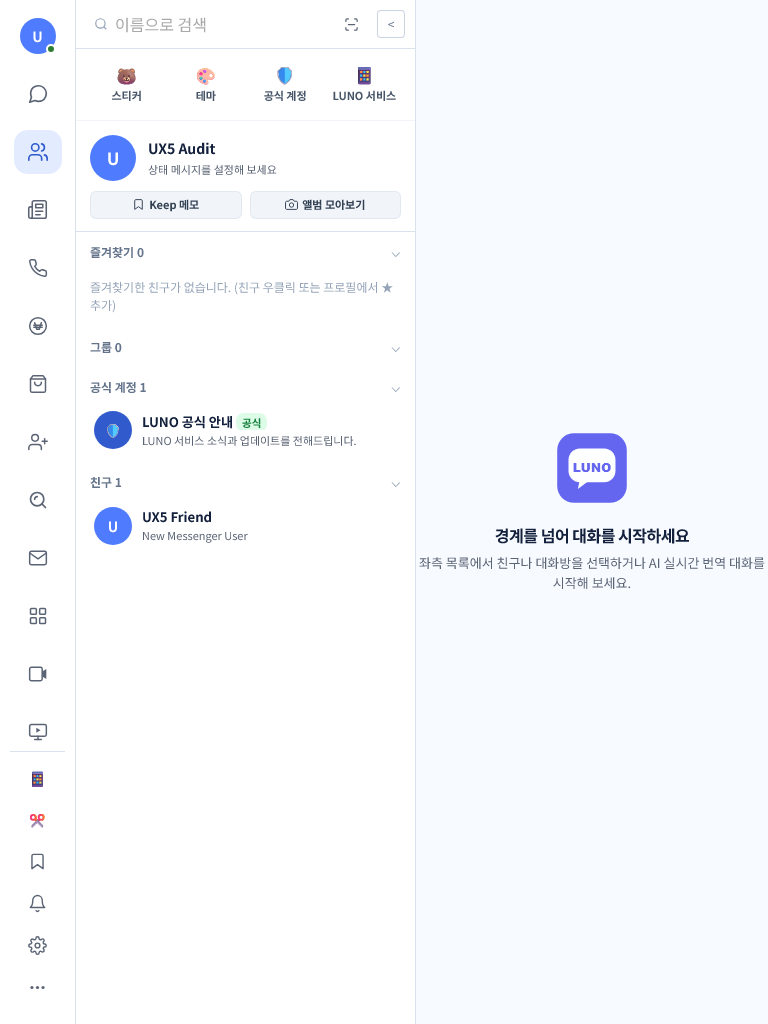 U
이름으로 검색
<
스티커
테마
공식 계정
LUNO 서비스
U
UX5 Audit
상태 메시지를 설정해 보세요
Keep 메모
앨범 모아보기
즐겨찾기 0
즐겨찾기한 친구가 없습니다. (친구 우클릭 또는 프로필에서 ★
추가)
그룹 0
공식 계정 1
LUNO 공식 안내 공식
LUNO 서비스 소식과 업데이트를 전해드립니다.
친구 1
U
UX5 Friend
New Messenger User
LUNO
경계를 넘어 대화를 시작하세요
좌측 목록에서 친구나 대화방을 선택하거나 AI 실시간 번역 대화를
시작해 보세요.